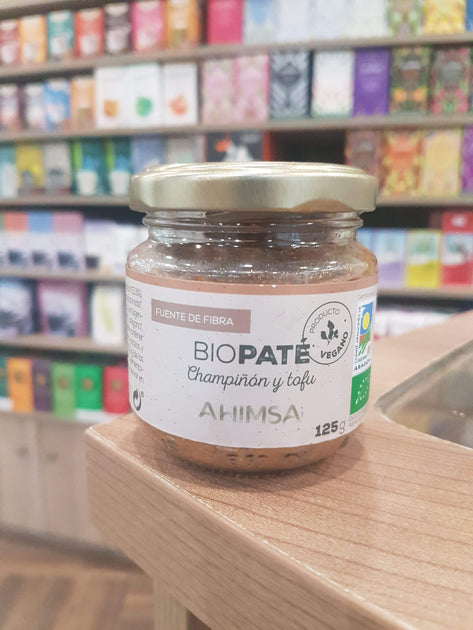 FUENTE DE FIBRA
BIOPATÉ
Champiñón y tofu
AHIMSA
125g
PRODUCTO
VEGANO